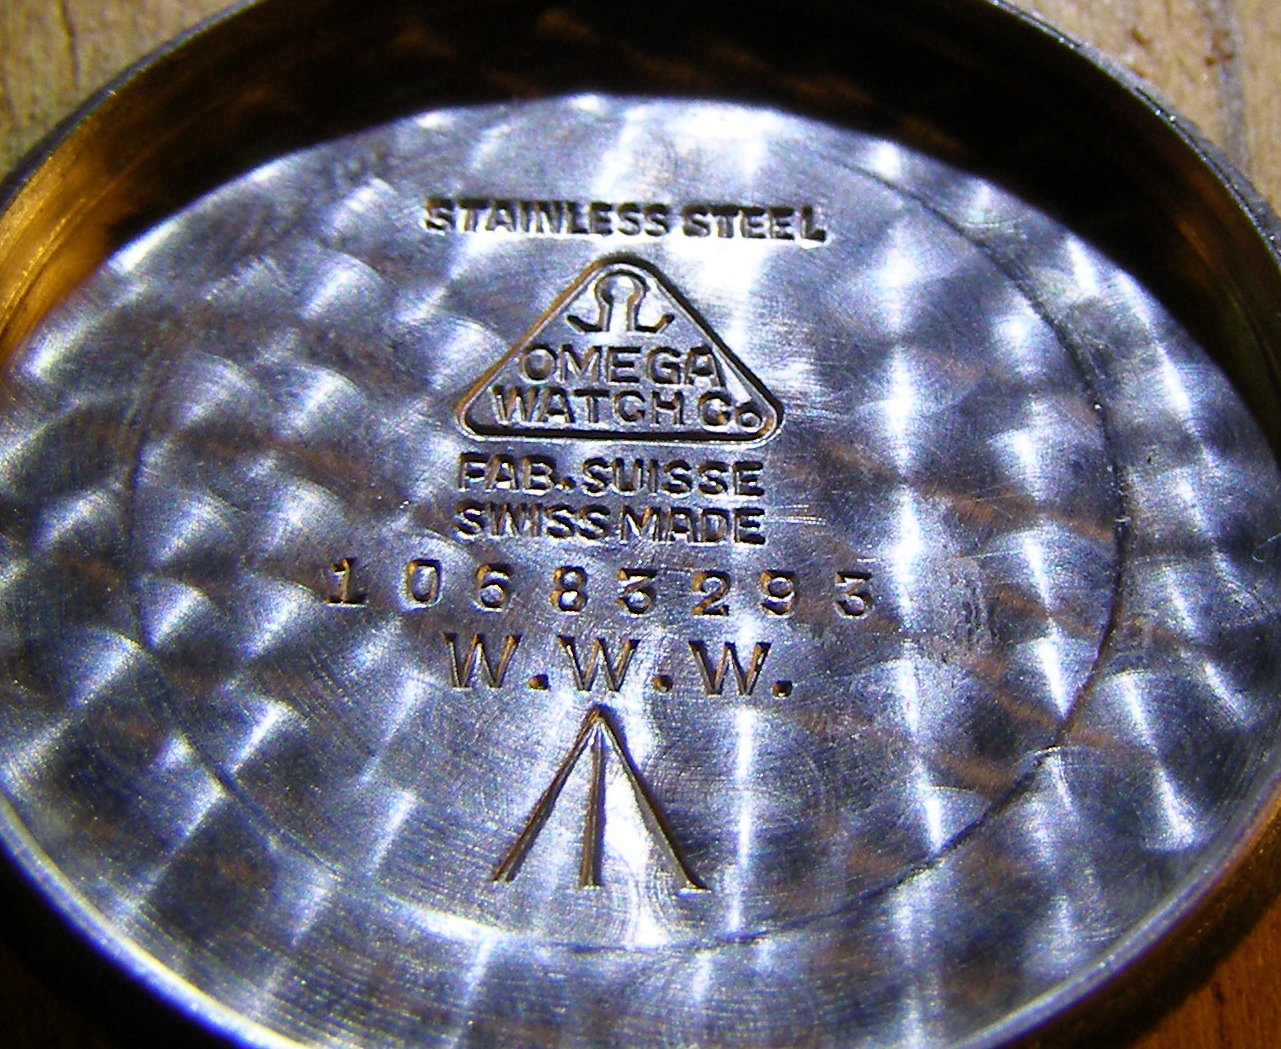 STAINLESS STEEL
Ω
OMEGA
WATCH Co
FAB. SUISSE
SWISS MADE
10683293
W.W.W.